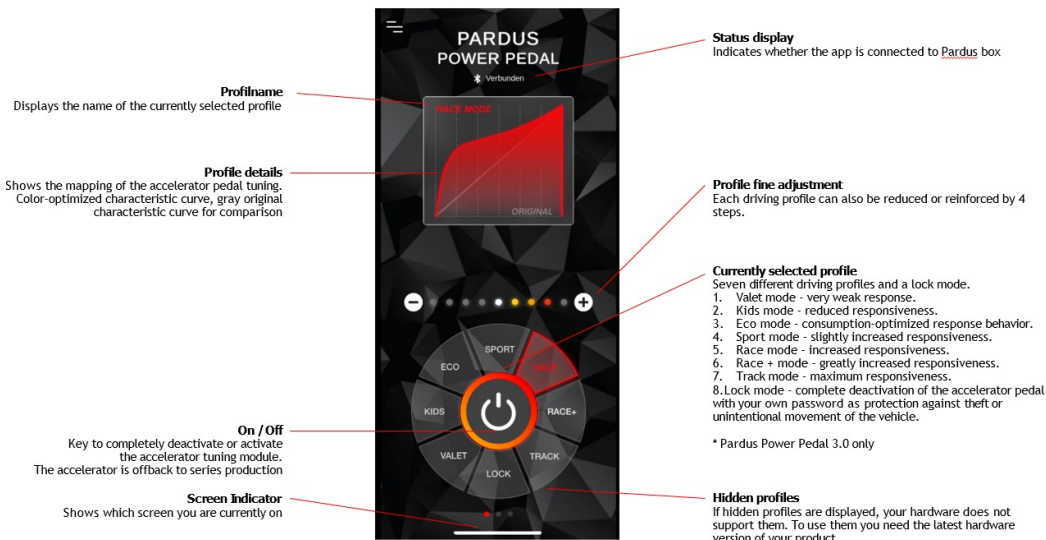 Profilname
Displays the name of the currently selected profile
Profile details
Shows the mapping of the accelerator pedal tuning.
Color-optimized characteristic curve, gray original
characteristic curve for comparison
On / Off
Key to completely deactivate or activate
the accelerator tuning module.
The accelerator is offback to series production
Screen Indicator
Shows which screen you are currently on
PARDUS
POWER PEDAL
Verbunden
RACE MODE
ORIGINAL
SPORT
RACE
RACE+
TRACK
LOCK
VALET
KIDS
ECO
Status display
Indicates whether the app is connected to Pardus box
Profile fine adjustment
Each driving profile can also be reduced or reinforced by 4
steps.
Currently selected profile
Seven different driving profiles and a lock mode.
1. Valet mode - very weak response.
2. Kids mode - reduced responsiveness.
3. Eco mode - consumption-optimized response behavior.
4. Sport mode - slightly increased responsiveness.
5. Race mode - increased responsiveness.
6. Race + mode - greatly increased responsiveness.
7. Track mode - maximum responsiveness.
8.Lock mode - complete deactivation of the accelerator pedal
with your own password as protection against theft or
unintentional movement of the vehicle.
* Pardus Power Pedal 3.0 only
Hidden profiles
If hidden profiles are displayed, your hardware does not
support them. To use them you need the latest hardware
version of your product